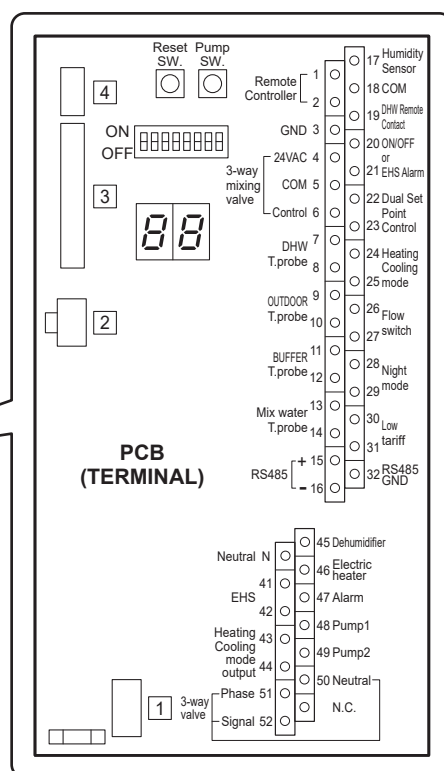 Reset Pump
SW. SW.
4
ON
OFF
3
88
2
PCB
(TERMINAL)
1
Remote
Controller
1
2
GND 3
3-way
mixing
valve
24VAC 4
COM 5
Control 6
DHW
T.probe
7
8
OUTDOOR
T.probe
9
10
BUFFER
T.probe
11
12
Mix water
T.probe
13
14
RS485
+ 15
- 16
17 Humidity
Sensor
18 COM
19 DHW Remote
Contact
20 ON/OFF
or
21 EHS Alarm
22 Dual Set
Point
23 Control
24 Heating
Cooling
25 mode
26
Flow
switch
27
28
Night
mode
29
30
Low
tariff
31
32 RS485
GND
Neutral N
EHS
41
42
Heating
Cooling
mode
output
43
44
3-way
valve
Phase 51
Signal 52
45 Dehumidifier
46 Electric
heater
47 Alarm
48 Pump1
49 Pump2
50 Neutral
N.C.